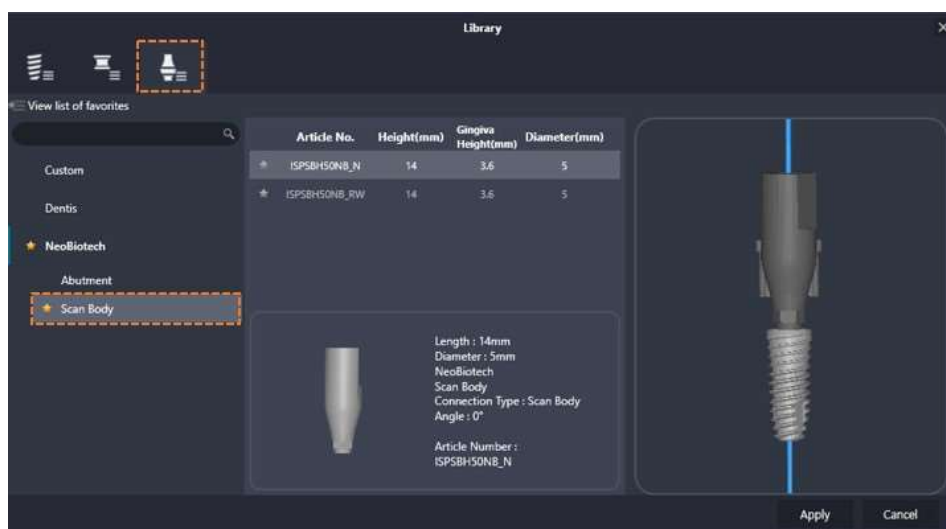 Library
View list of favorites
Article No. Height(mm) Gingiva Height(mm) Diameter(mm)
ISPSBH50NB_N 14 3.6 5
ISPSBH50NB_RW 14 3.6 5
Custom
Dentis
NeoBiotech
Abutment
Scan Body
Length : 14mm
Diameter : 5mm
NeoBiotech
Scan Body
Connection Type : Scan Body
Angle : 0°
Article Number :
ISPSBH50NB_N
Apply Cancel